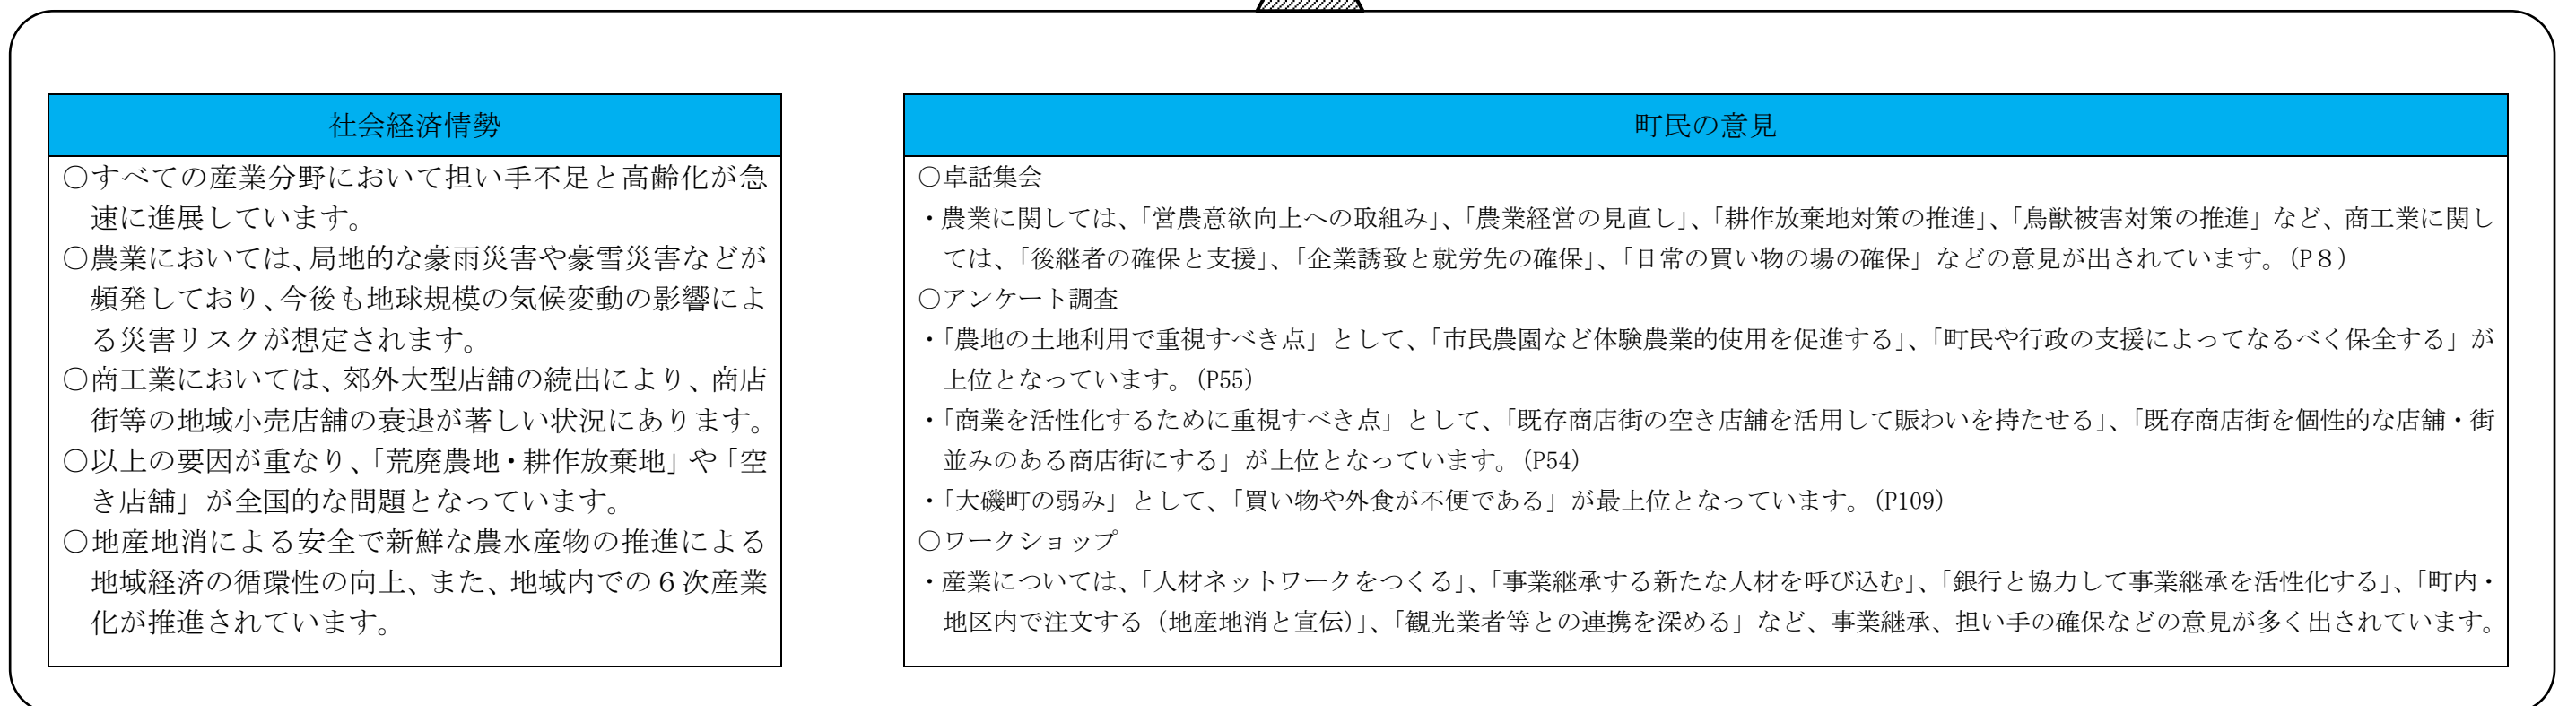 社会経済情勢
○すべての産業分野において担い手不足と高齢化が急
速に進展しています。
○農業においては、局地的な豪雨災害や豪雪災害などが
頻発しており、今後も地球規模の気候変動の影響によ
る災害リスクが想定されます。
○商工業においては、郊外大型店舗の続出により、商店
街等の地域小売店舗の衰退が著しい状況にあります。
○以上の要因が重なり、「荒廃農地・耕作放棄地」や「空
き店舗」が全国的な問題となっています。
○地産地消による安全で新鮮な農水産物の推進による
地域経済の循環性の向上、また、地域内での６次産業
化が推進されています。
町民の意見
○卓話集会
・農業に関しては、「営農意欲向上への取組み」、「農業経営の見直し」、「耕作放棄地対策の推進」、「鳥獣被害対策の推進」など、商工業に関し
ては、「後継者の確保と支援」、「企業誘致と就労先の確保」、「日常の買い物の場の確保」などの意見が出されています。（P８）
○アンケート調査
・「農地の土地利用で重視すべき点」として、「市民農園など体験農業的使用を促進する」、「町民や行政の支援によってなるべく保全する」が
上位となっています。（P55）
・「商業を活性化するために重視すべき点」として、「既存商店街の空き店舗を活用して賑わいを持たせる」、「既存商店街を個性的な店舗・街
並みのある商店街にする」が上位となっています。（P54）
・「大磯町の弱み」として、「買い物や外食が不便である」が最上位となっています。（P109）
○ワークショップ
・産業については、「人材ネットワークをつくる」、「事業継承する新たな人材を呼び込む」、「銀行と協力して事業継承を活性化する」、「町内・
地区内で注文する（地産地消と宣伝）」、「観光業者等との連携を深める」など、事業継承、担い手の確保などの意見が多く出されています。